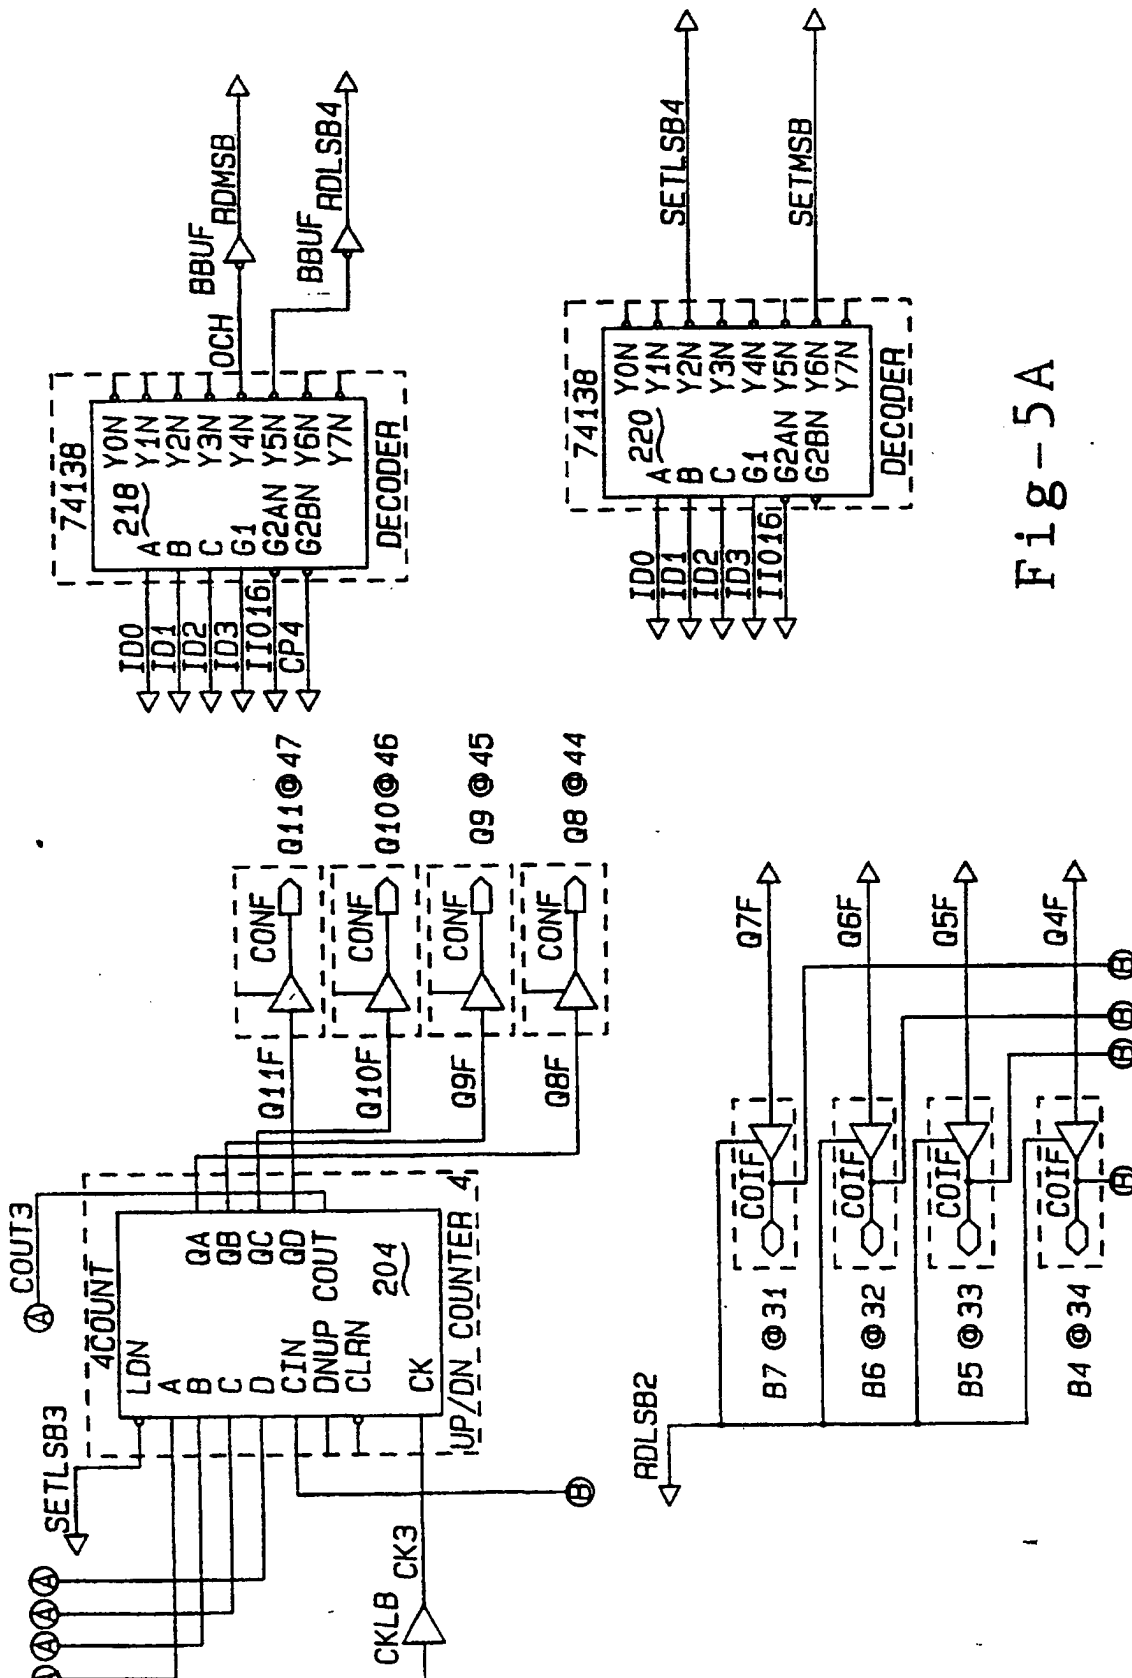 COUT3
Ⓐ
SETLSB3
4COUNT
LDN
A
B
C
D
CIN
DNUP
CLRN
CK
QA
QB
QC
QD
COUT
204
UP/DN COUNTER 4
Ⓐ
Ⓐ
Ⓐ
Ⓐ
CKLB
CK3
Ⓑ
Q11F
CONF
Q11@47
Q10F
CONF
Q10@46
Q9F
CONF
Q9@45
Q8F
CONF
Q8@44
74138
218
ID0
ID1
ID2
ID3
IIO16
CP4
A
B
C
G1
G2AN
G2BN
Y0N
Y1N
Y2N
Y3N
Y4N
Y5N
Y6N
Y7N
DECODER
OCH
BBUF
RDMSB
BBUF
RDLSB4
RDLSB2
B7@31
COIF
Q7F
B6@32
COIF
Q6F
B5@33
COIF
Q5F
B4@34
COIF
Q4F
Ⓑ
Ⓑ
Ⓑ
Ⓑ
74138
220
ID0
ID1
ID2
ID3
IIO16
A
B
C
G1
G2AN
G2BN
Y0N
Y1N
Y2N
Y3N
Y4N
Y5N
Y6N
Y7N
DECODER
SETLSB4
SETMSB
Fig-5A